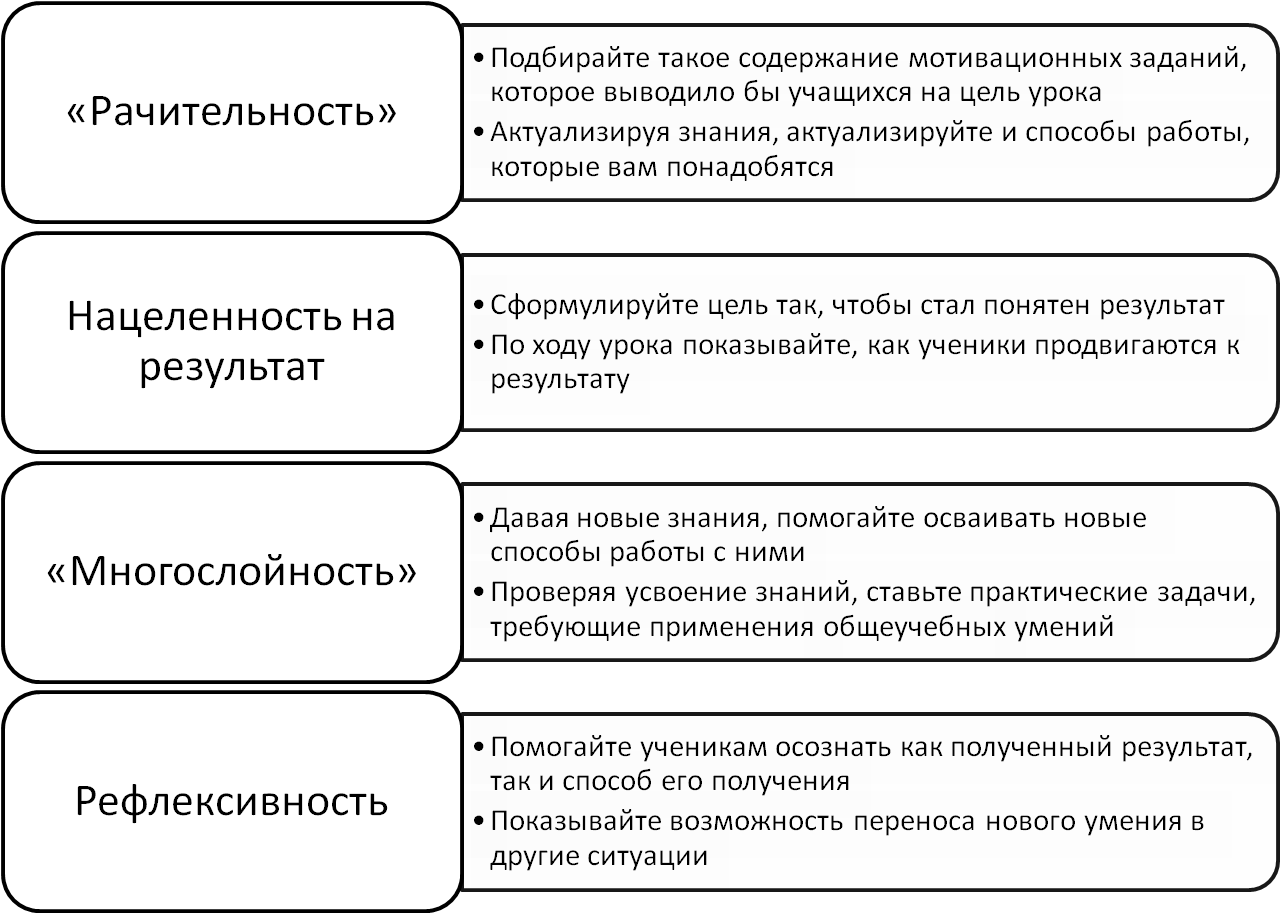 «Рачительность»
• Подбирайте такое содержание мотивационных заданий,
которое выводило бы учащихся на цель урока
• Актуализируя знания, актуализируйте и способы работы,
которые вам понадобятся
Нацеленность на
результат
• Сформулируйте цель так, чтобы стал понятен результат
• По ходу урока показывайте, как ученики продвигаются к
результату
«Многослойность»
• Давая новые знания, помогайте осваивать новые
способы работы с ними
• Проверяя усвоение знаний, ставьте практические задачи,
требующие применения общеучебных умений
Рефлексивность
• Помогайте ученикам осознать как полученный результат,
так и способ его получения
• Показывайте возможность переноса нового умения в
другие ситуации